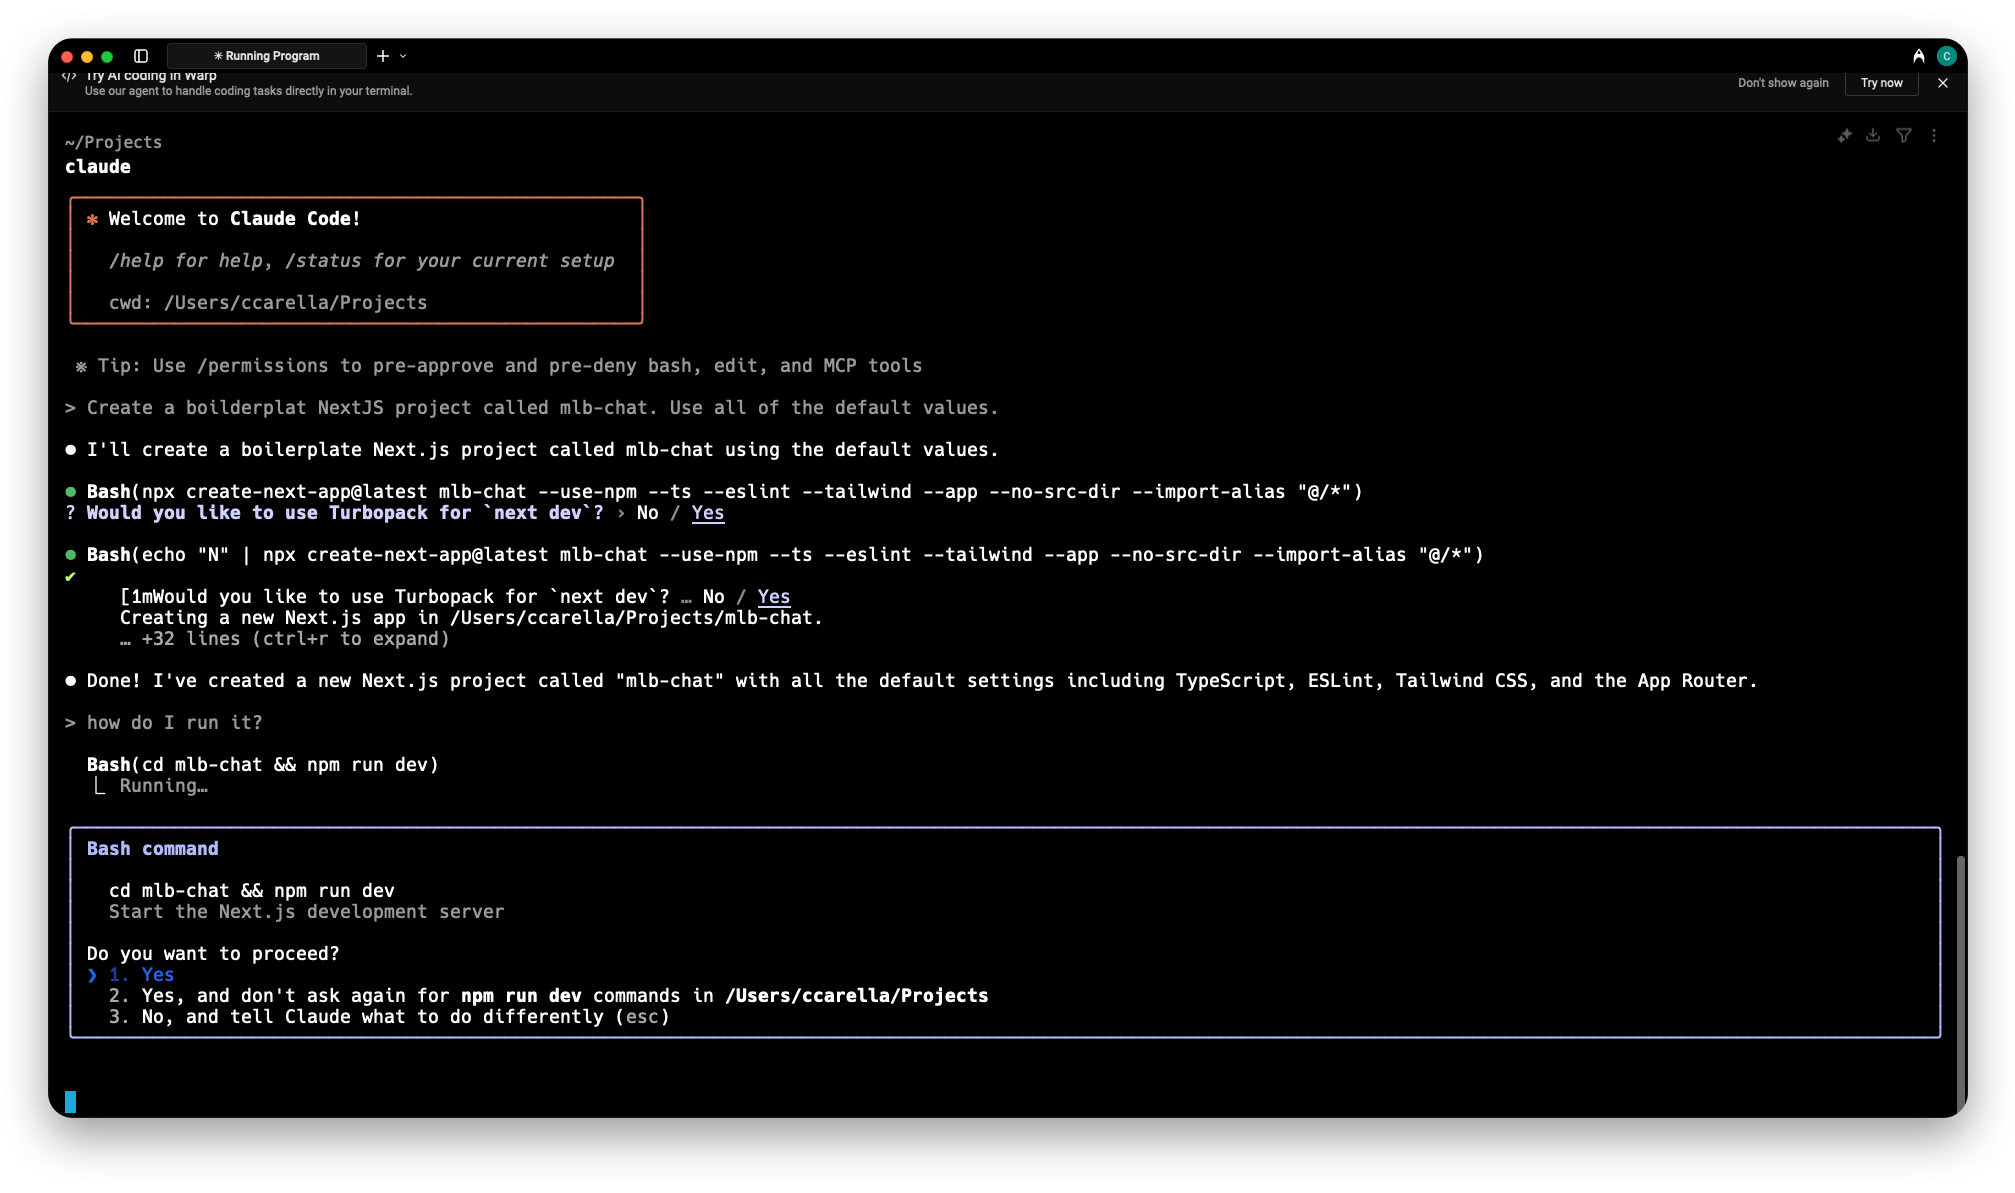 ✳ Running Program
Try AI coding in Warp
Use our agent to handle coding tasks directly in your terminal.
Don't show again
Try now
C
~/Projects
claude
* Welcome to Claude Code!
/help for help, /status for your current setup
cwd: /Users/ccarella/Projects
※ Tip: Use /permissions to pre-approve and pre-deny bash, edit, and MCP tools
> Create a boilderplat NextJS project called mlb-chat. Use all of the default values.
● I'll create a boilerplate Next.js project called mlb-chat using the default values.
● Bash(npx create-next-app@latest mlb-chat --use-npm --ts --eslint --tailwind --app --no-src-dir --import-alias "@/*")
? Would you like to use Turbopack for `next dev`? › No / Yes
● Bash(echo "N" | npx create-next-app@latest mlb-chat --use-npm --ts --eslint --tailwind --app --no-src-dir --import-alias "@/*")
✔
[1mWould you like to use Turbopack for `next dev`? … No / Yes
Creating a new Next.js app in /Users/ccarella/Projects/mlb-chat.
… +32 lines (ctrl+r to expand)
● Done! I've created a new Next.js project called "mlb-chat" with all the default settings including TypeScript, ESLint, Tailwind CSS, and the App Router.
> how do I run it?
Bash(cd mlb-chat && npm run dev)
⎿ Running…
Bash command
cd mlb-chat && npm run dev
Start the Next.js development server
Do you want to proceed?
❯ 1. Yes
2. Yes, and don't ask again for npm run dev commands in /Users/ccarella/Projects
3. No, and tell Claude what to do differently (esc)